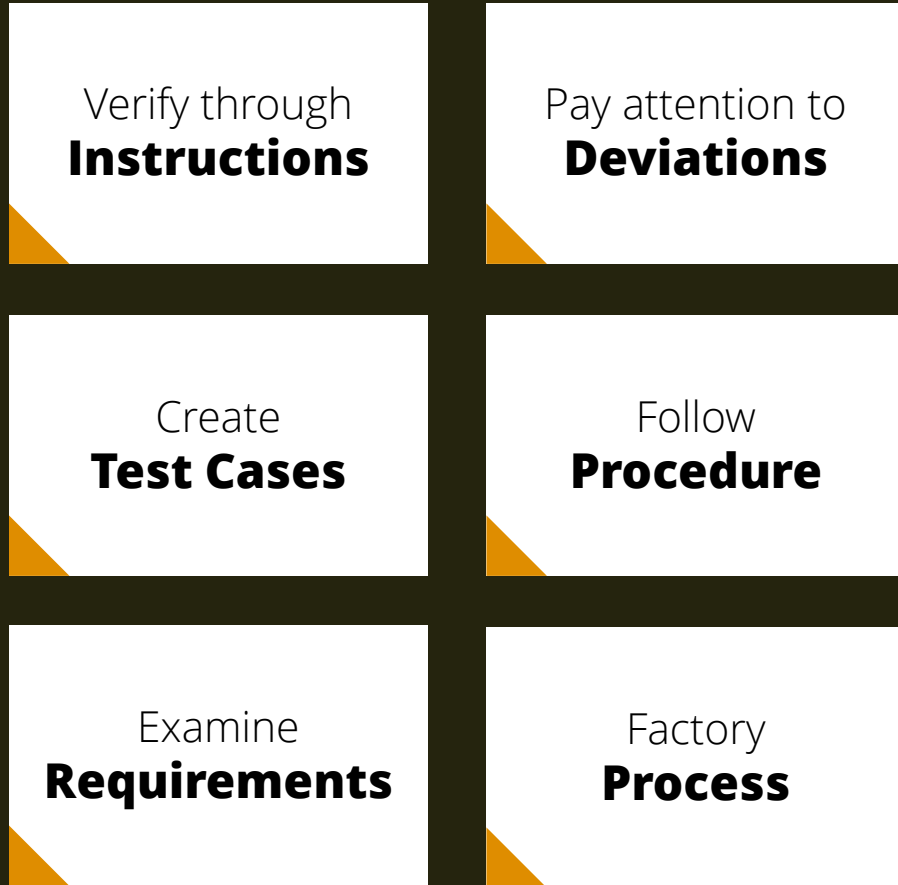 Verify through
Instructions
Pay attention to
Deviations
Create
Test Cases
Follow
Procedure
Examine
Requirements
Factory
Process